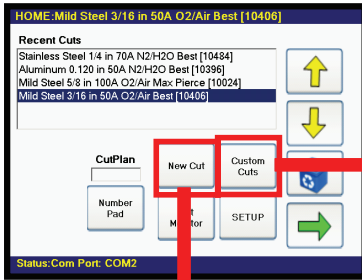 HOME:Mild Steel 3/16 in 50A O2/Air Best [10406]
Recent Cuts
Stainless Steel 1/4 in 70A N2/H2O Best [10484]
Aluminum 0.120 in 50A N2/H2O Best [10396]
Mild Steel 5/8 in 100A O2/Air Max Pierce [10024]
Mild Steel 3/16 in 50A O2/Air Best [10406]
CutPlan
New Cut
Custom
Cuts
Number
Pad
SETUP
Status:Com Port: COM2